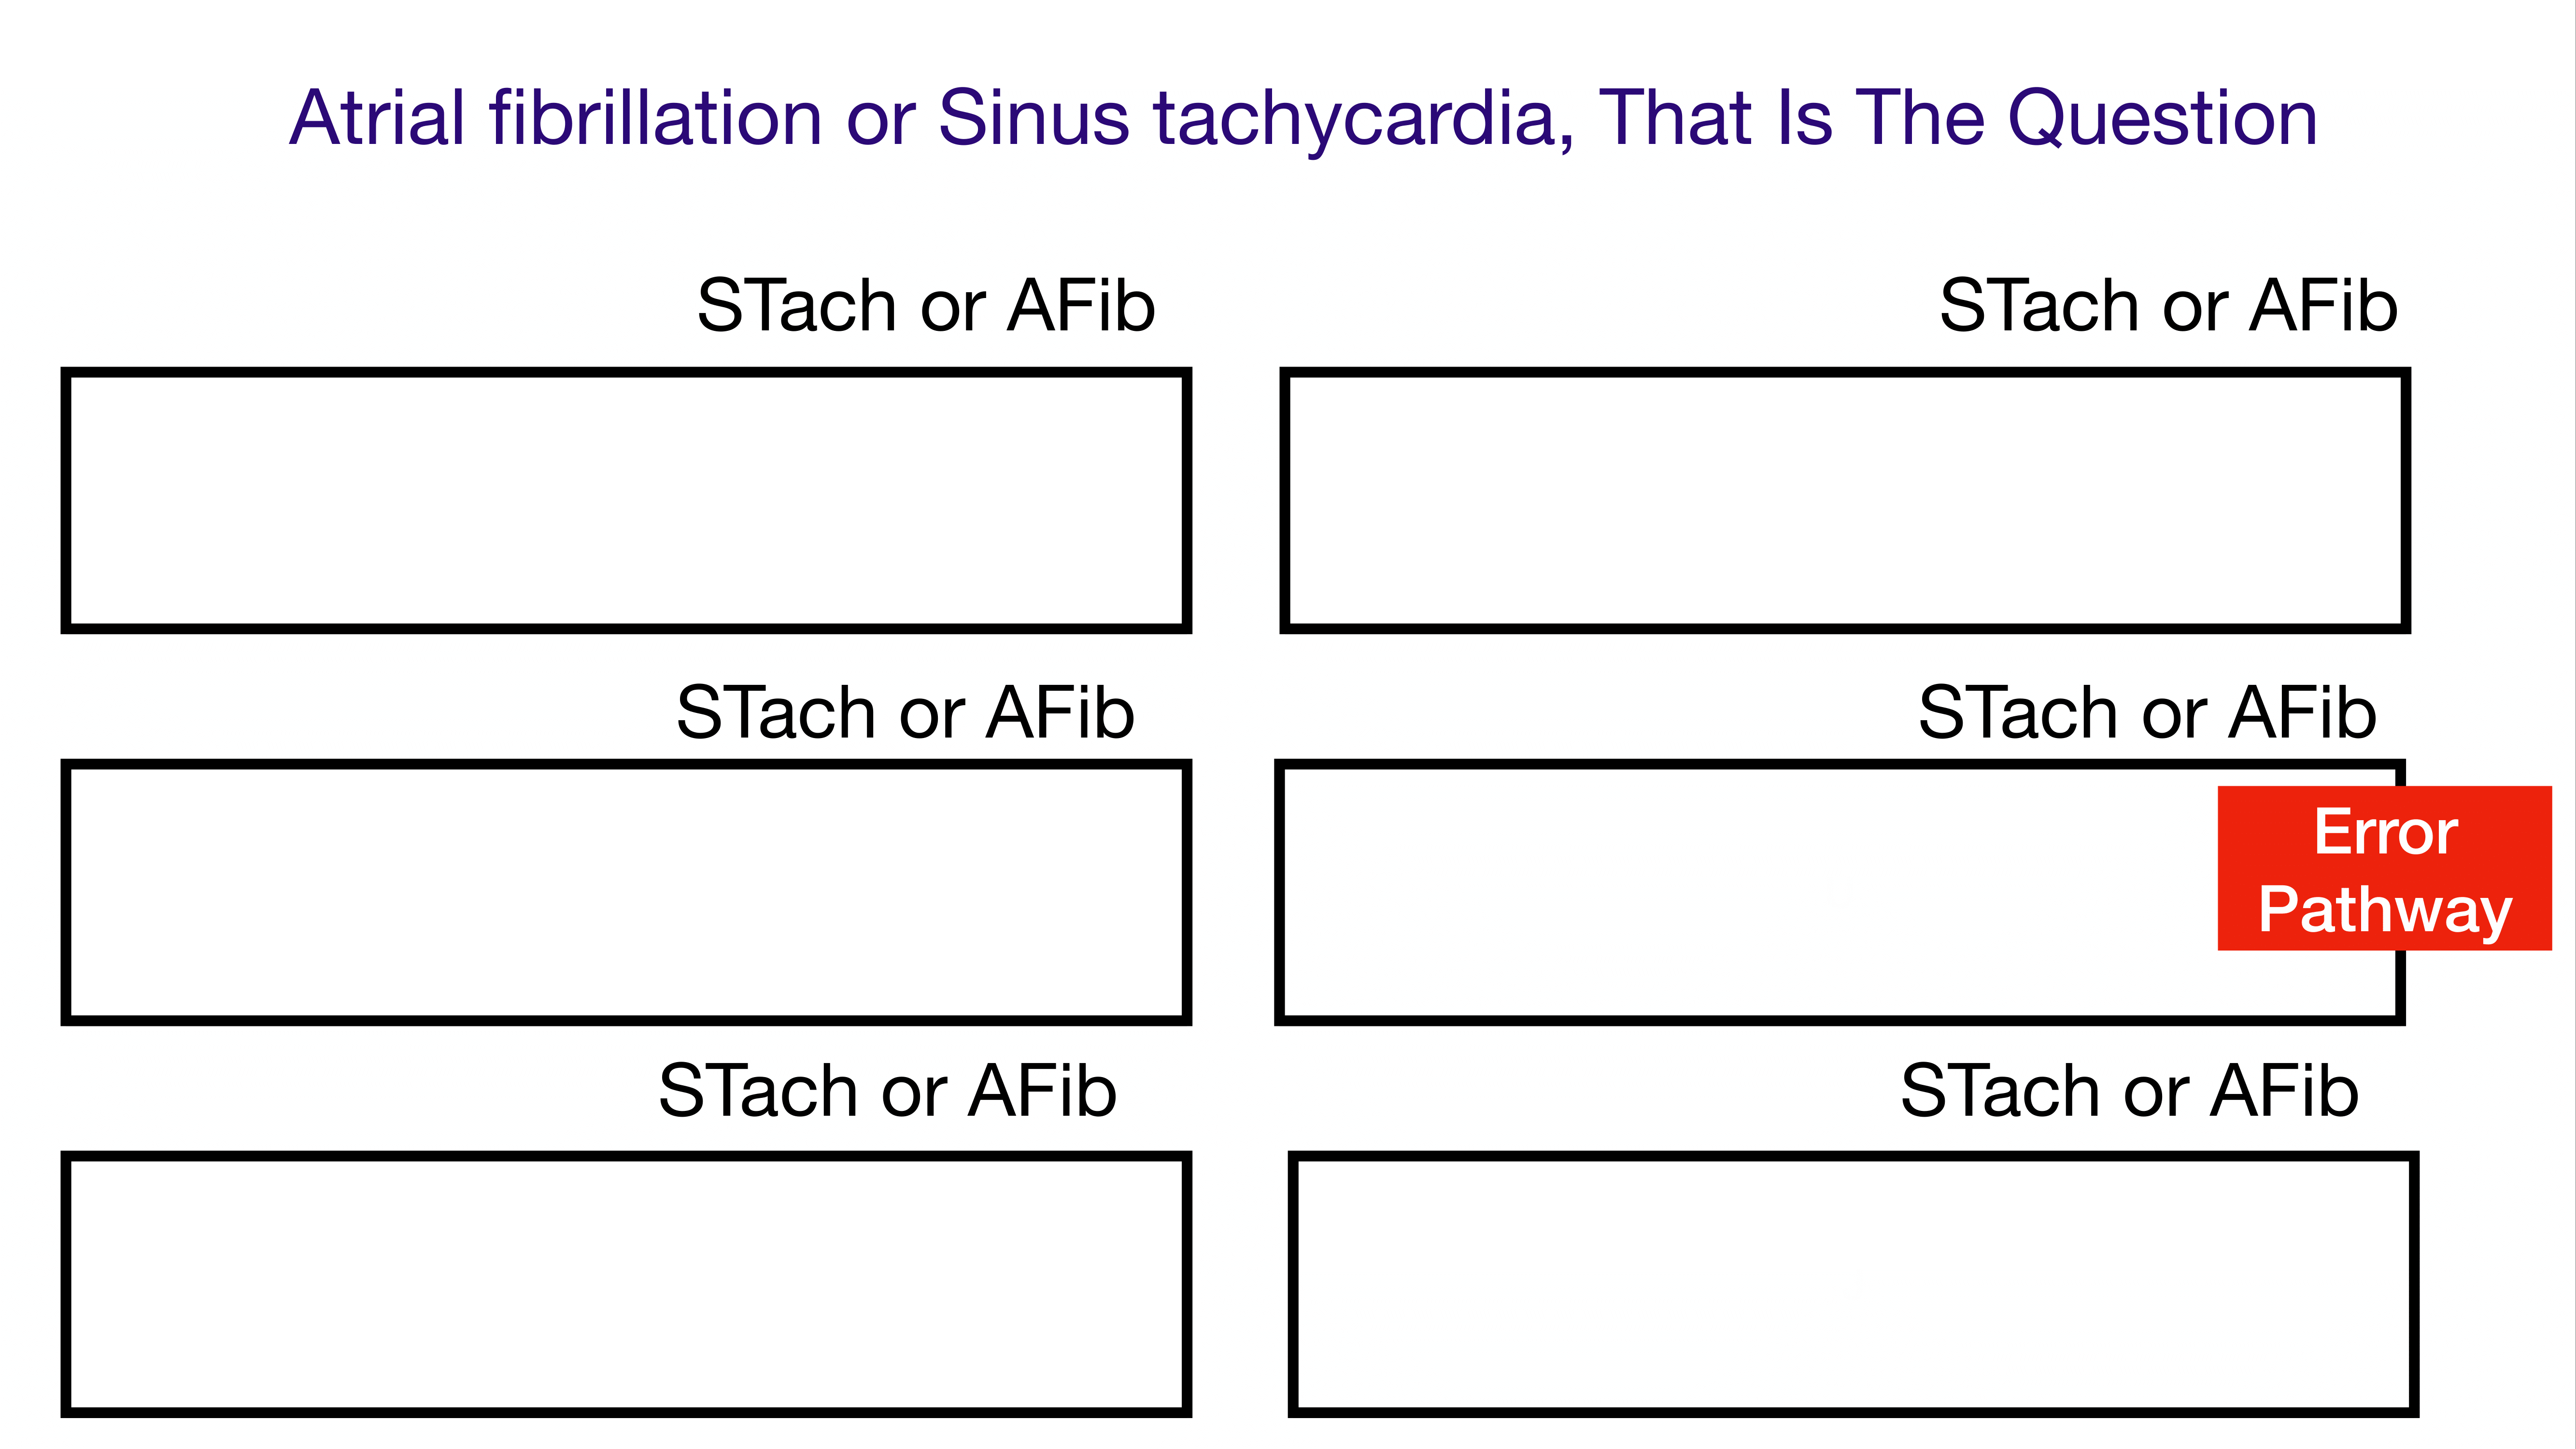 Atrial fibrillation or Sinus tachycardia, That Is The Question
STach or AFib
STach or AFib
STach or AFib
STach or AFib
Error
Pathway
STach or AFib
STach or AFib